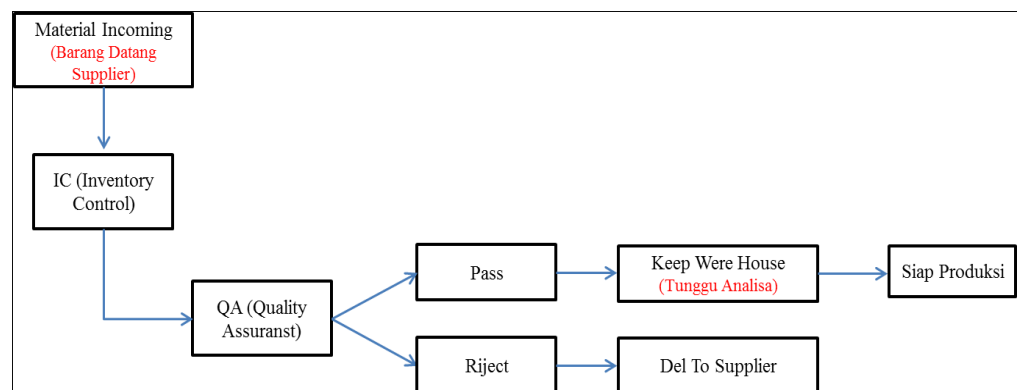 Material Incoming
(Barang Datang
Supplier)
IC (Inventory
Control)
QA (Quality
Assuranst)
Pass
Keep Were House
(Tunggu Analisa)
Siap Produksi
Riject
Del To Supplier